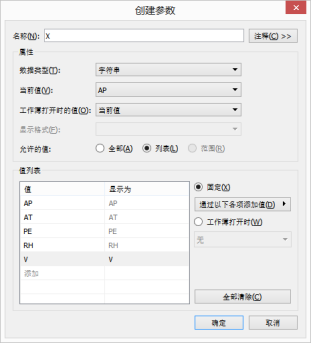 创建参数
名称(N): X 注释(C) >>
属性
数据类型(T): 字符串
当前值(V): AP
工作薄打开时的值(O): 当前值
显示格式(F):
允许的值: 全部(A) 列表(L) 范围(R)
值列表
值 显示为
AP AP
AT AT
PE PE
RH RH
V V
添加
固定(X)
通过以下各项添加值(D)
工作薄打开时(W)
无
全部清除(C)
确定 取消